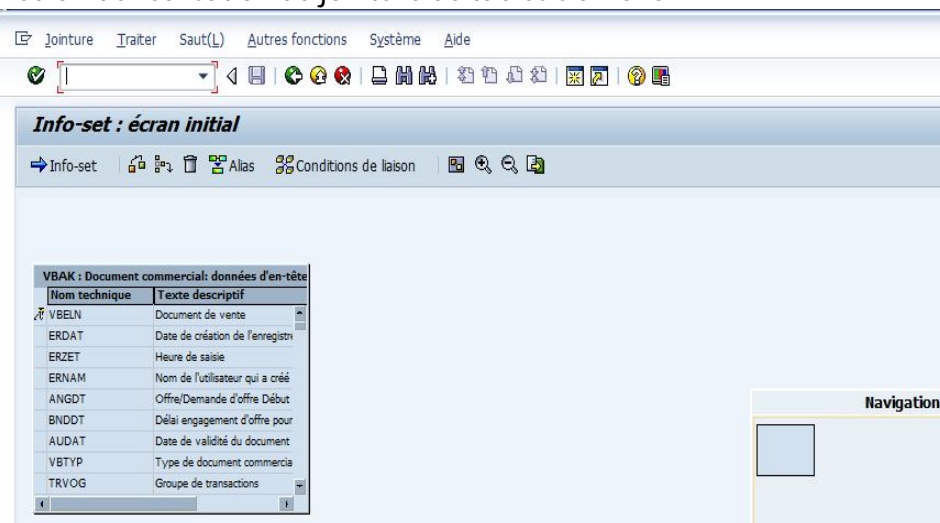 Jointure Traiter Saut(L) Autres fonctions Système Aide
Info-set : écran initial
Info-set Alias Conditions de liaison
VBAK : Document commercial: données d'en-tête
Nom technique Texte descriptif
VBELN Document de vente
ERDAT Date de création de l'enregistre
ERZET Heure de saisie
ERNAM Nom de l'utilisateur qui a créé
ANGDT Offre/Demande d'offre Début
BNDDT Délai engagement d'offre pour
AUDAT Date de validité du document
VBTYP Type de document commercia
TRVOG Groupe de transactions
Navigation